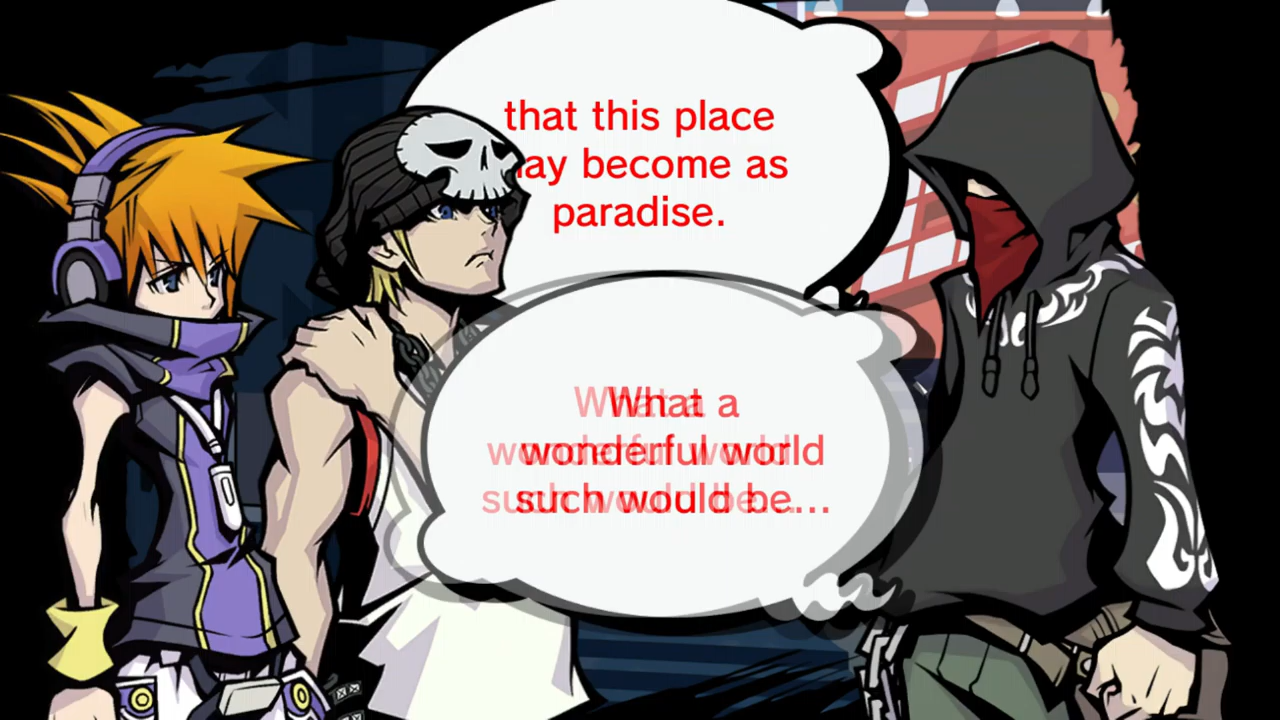 that this place
may become as
paradise.
What a
wonderful world
such would be...